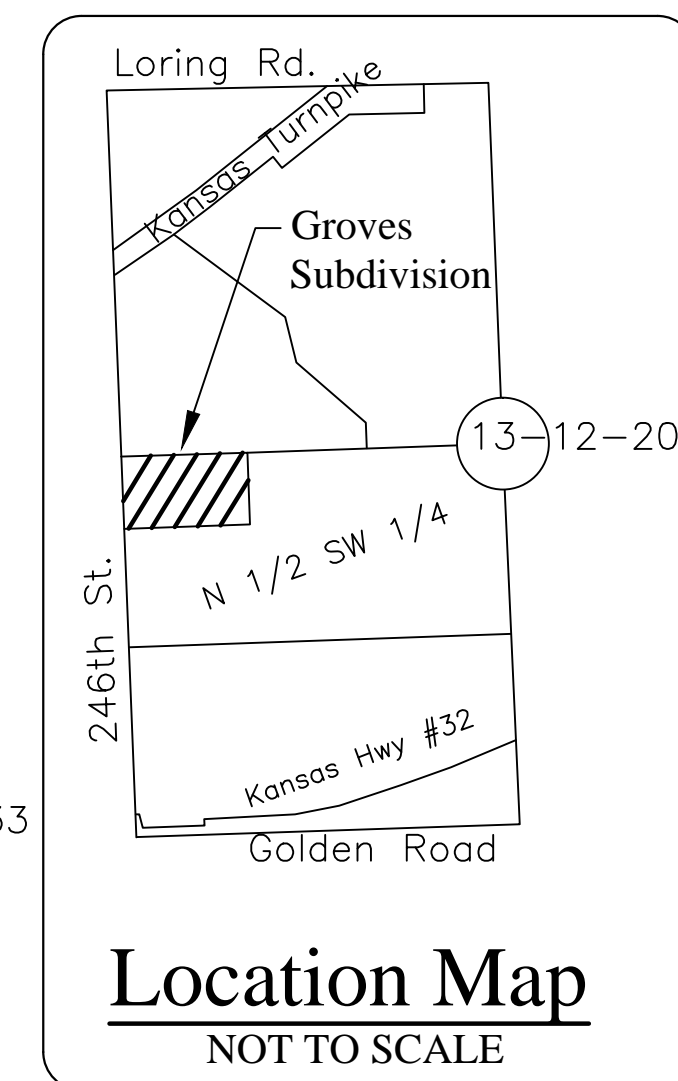 Loring Rd.
Kansas Turnpike
Groves
Subdivision
13-12-20
N 1/2 SW 1/4
246th St.
Kansas Hwy #32
Golden Road
Location Map
NOT TO SCALE